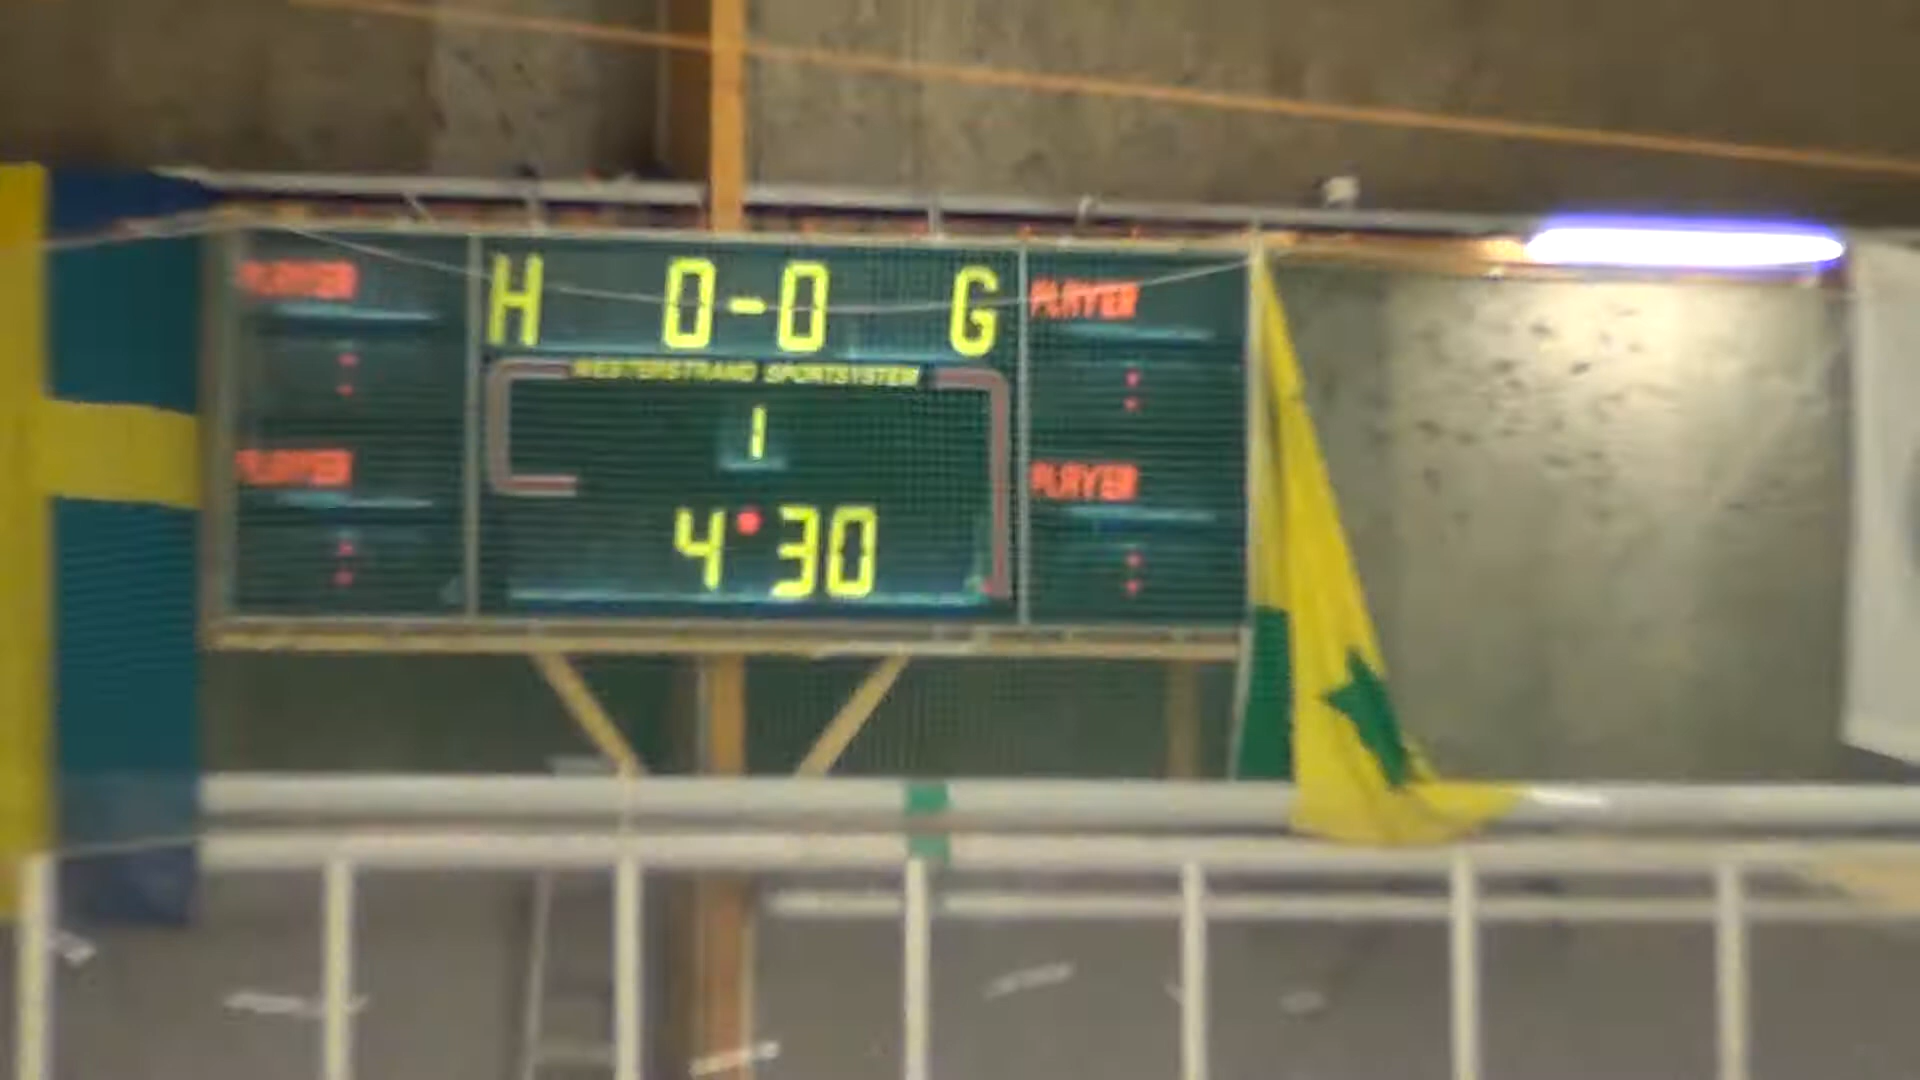 PLAYER
H 0-0 G
PLAYER
WESTERSTRAND SPORTSYSTEM
1
PLAYER
4:30
PLAYER